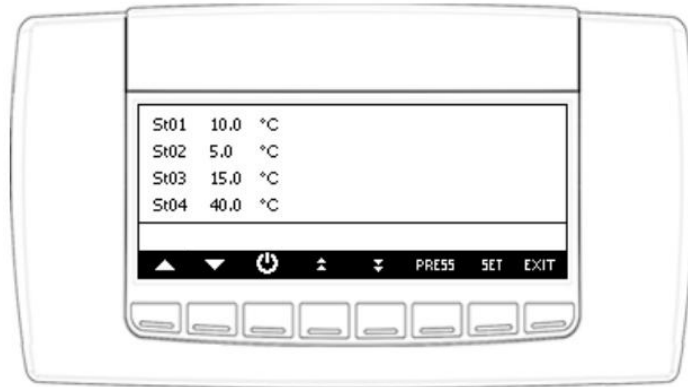 St01 10.0 °C
St02 5.0 °C
St03 15.0 °C
St04 40.0 °C
PRESS SET EXIT